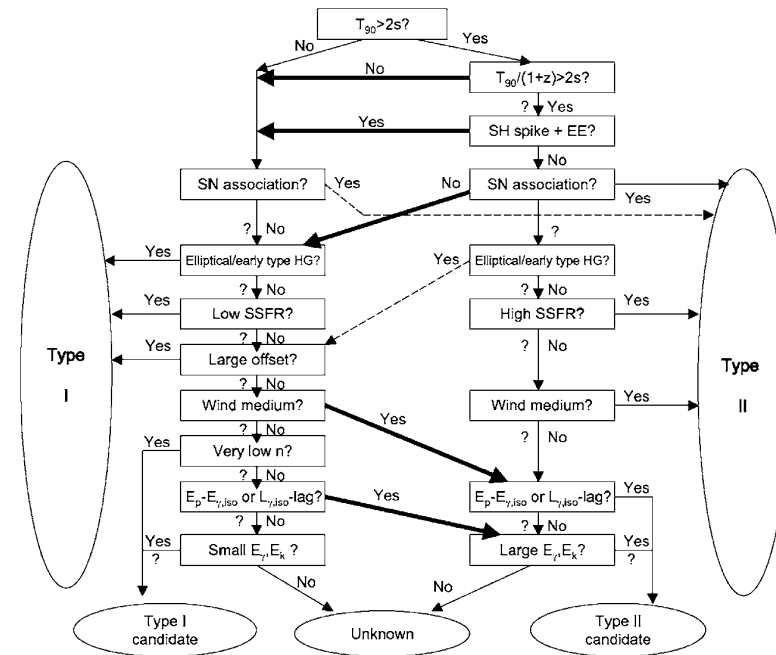 T90>2s?
No
Yes
No
T90/(1+z)>2s?
? Yes
Yes
SH spike + EE?
No
SN association?
Yes
No
SN association?
Yes
? No
?
Yes
Elliptical/early type HG?
Yes
Elliptical/early type HG?
? No
? No
Yes
Low SSFR?
High SSFR?
Yes
? No
? No
Yes
Large offset?
Type
I
Type
II
? No
Wind medium?
Yes
Wind medium?
Yes
? No
? No
Yes
Very low n?
? No
Ep-Eγ,iso or Lγ,iso-lag?
Yes
Ep-Eγ,iso or Lγ,iso-lag?
Yes
? No
? No
Yes
?
Small Eγ,Ek ?
Large Eγ,Ek?
Yes
?
No
No
Type I
candidate
Unknown
Type II
candidate